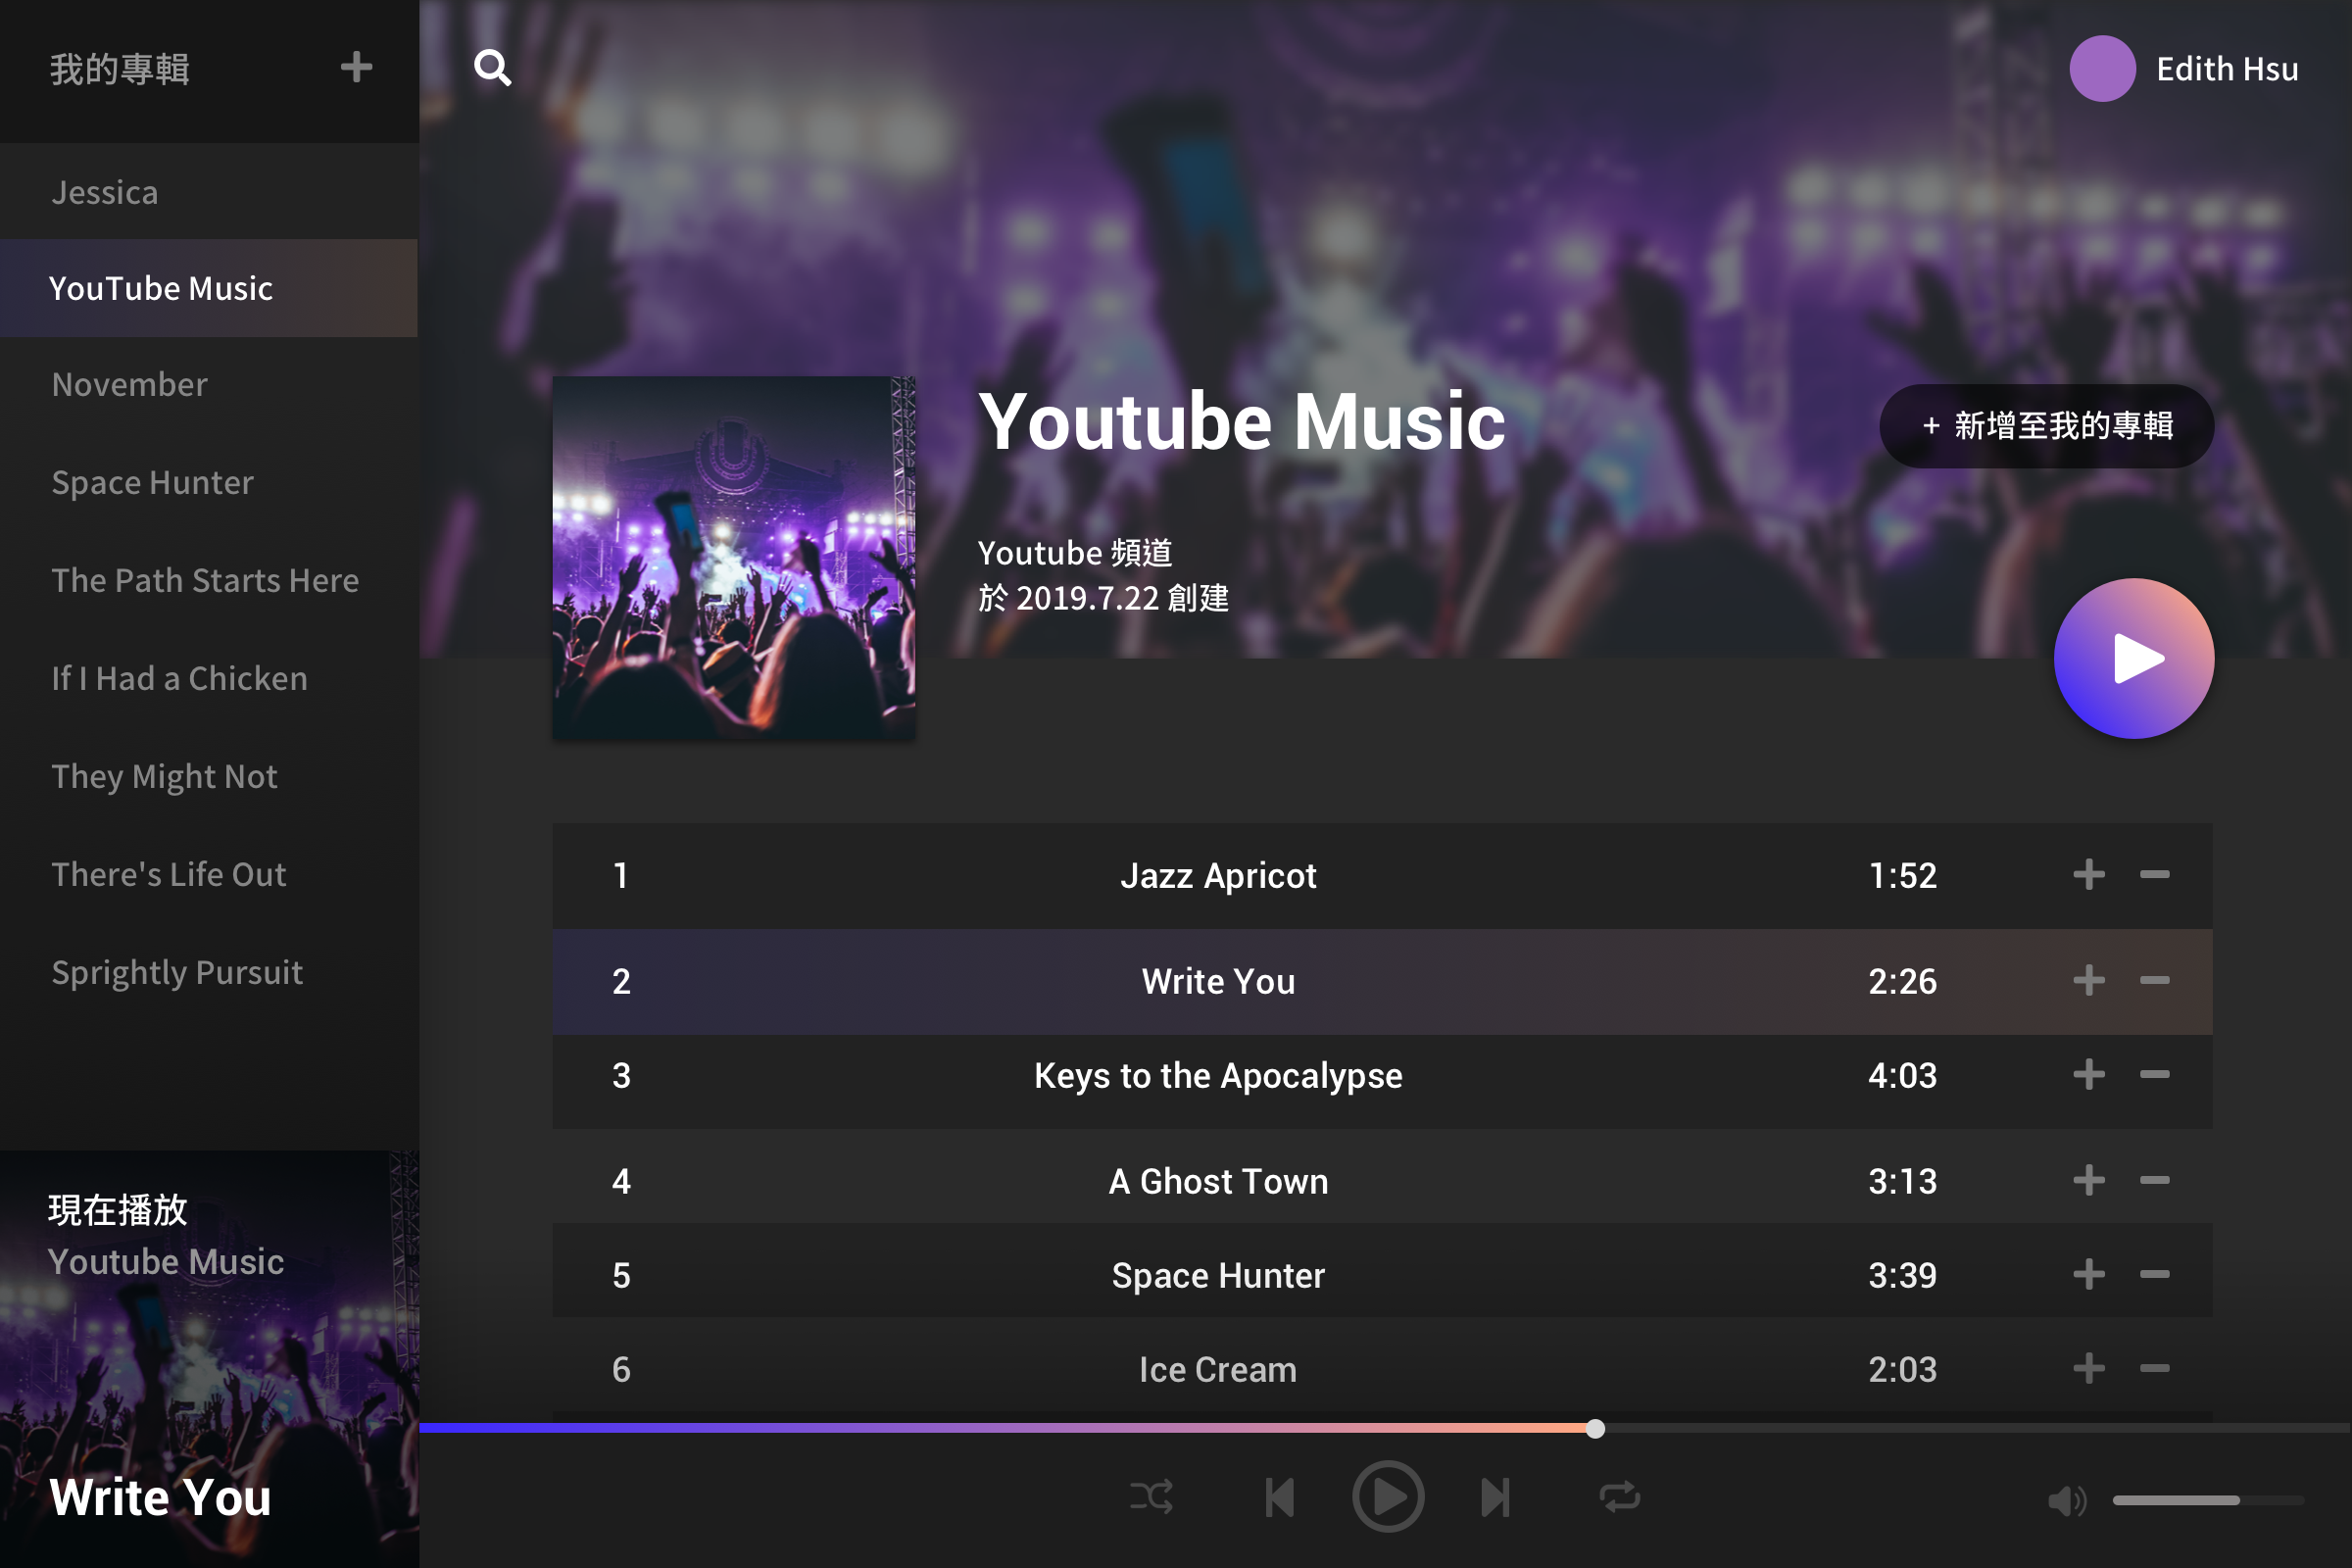 我的專輯 +
Edith Hsu
Jessica
YouTube Music
November
Space Hunter
The Path Starts Here
If I Had a Chicken
They Might Not
There's Life Out
Sprightly Pursuit
現在播放
Youtube Music
Write You
Youtube Music
+ 新增至我的專輯
Youtube 頻道
於 2019.7.22 創建
1 Jazz Apricot 1:52
2 Write You 2:26
3 Keys to the Apocalypse 4:03
4 A Ghost Town 3:13
5 Space Hunter 3:39
6 Ice Cream 2:03